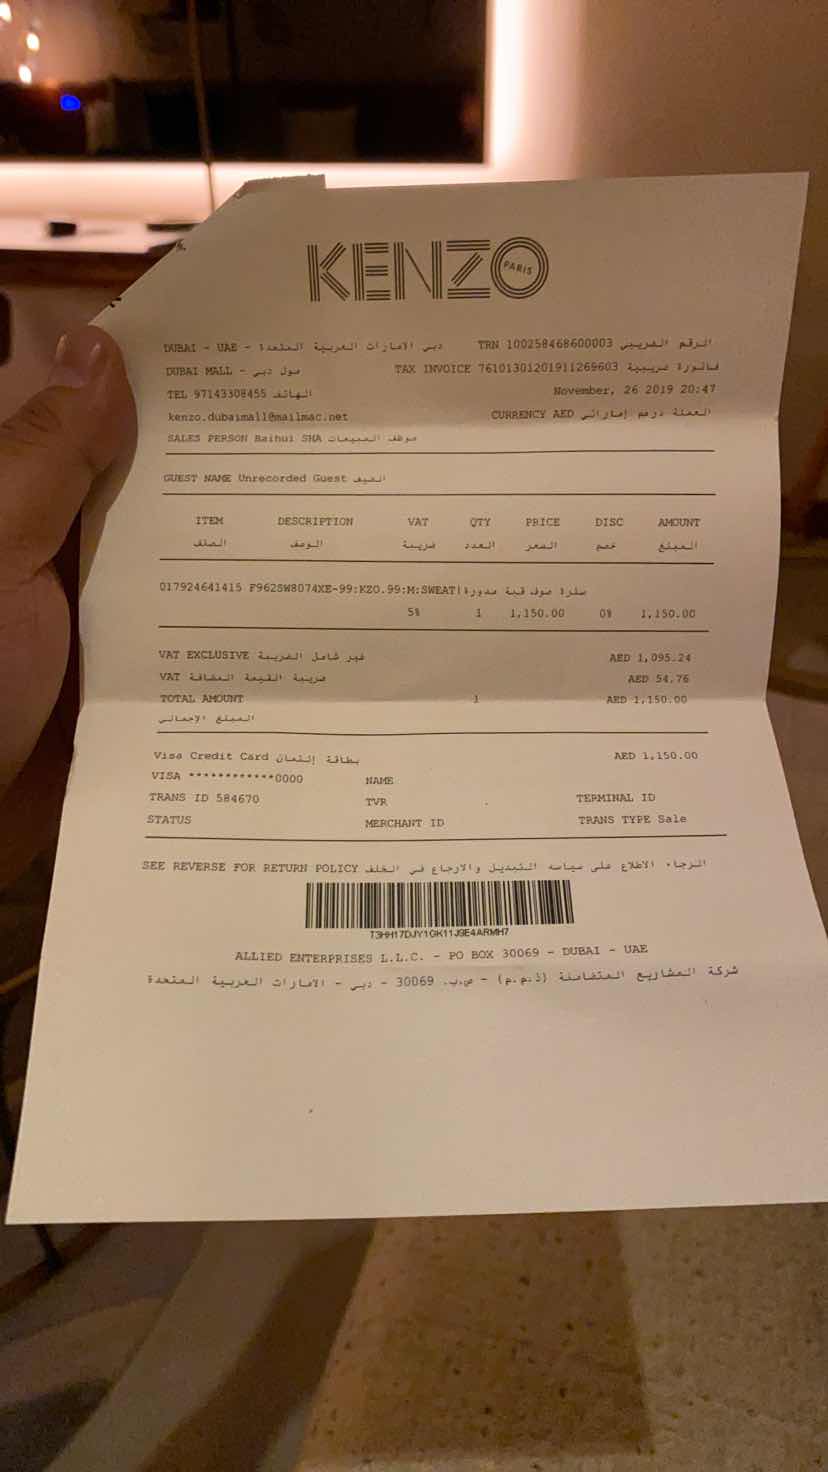 KENZO PARIS
DUBAI - UAE - دبي الامارات العربية المتحدة TRN 100258468600003 الرقم الضريبي
DUBAI MALL - مول دبي TAX INVOICE 76101301201911269603 فاتورة ضريبية
TEL 97143308455 الهاتف November, 26 2019 20:47
kenzo.dubaimall@mailmac.net CURRENCY AED العملة درهم إماراتي
SALES PERSON Baihui SHA موظف المبيعات
GUEST NAME Unrecorded Guest الضيف
ITEM DESCRIPTION VAT QTY PRICE DISC AMOUNT
الصنف الوصف ضريبة العدد السعر خصم المبلغ
017924641415 F962SW8074XE-99:KZO.99:M:SWEAT| سترة صوف قبة مدورة
5% 1 1,150.00 0% 1,150.00
VAT EXCLUSIVE غير شامل الضريبة AED 1,095.24
VAT ضريبة القيمة المضافة AED 54.76
TOTAL AMOUNT 1 AED 1,150.00
المبلغ الإجمالي
Visa Credit Card بطاقة إئتمان AED 1,150.00
VISA ************0000 NAME
TRANS ID 584670 TVR TERMINAL ID
STATUS MERCHANT ID TRANS TYPE Sale
SEE REVERSE FOR RETURN POLICY الرجاء الاطلاع على سياسه التبديل والارجاع في الخلف
T3HH17DJY1GK11J9E4ARMH7
ALLIED ENTERPRISES L.L.C. - PO BOX 30069 - DUBAI - UAE
شركة المشاريع المتضامنة (ذ.م.م) - ص.ب. 30069 - دبي - الامارات العربية المتحدة